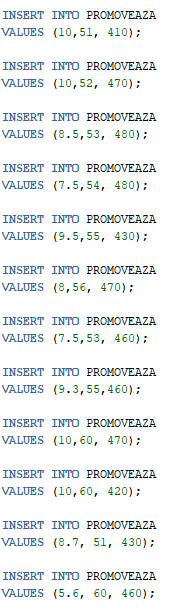 INSERT INTO PROMOVEAZA
VALUES (10,51, 410);
INSERT INTO PROMOVEAZA
VALUES (10,52, 470);
INSERT INTO PROMOVEAZA
VALUES (8.5,53, 480);
INSERT INTO PROMOVEAZA
VALUES (7.5,54, 480);
INSERT INTO PROMOVEAZA
VALUES (9.5,55, 430);
INSERT INTO PROMOVEAZA
VALUES (8,56, 470);
INSERT INTO PROMOVEAZA
VALUES (7.5,53, 460);
INSERT INTO PROMOVEAZA
VALUES (9.3,55,460);
INSERT INTO PROMOVEAZA
VALUES (10,60, 470);
INSERT INTO PROMOVEAZA
VALUES (10,60, 420);
INSERT INTO PROMOVEAZA
VALUES (8.7, 51, 430);
INSERT INTO PROMOVEAZA
VALUES (5.6, 60, 460);